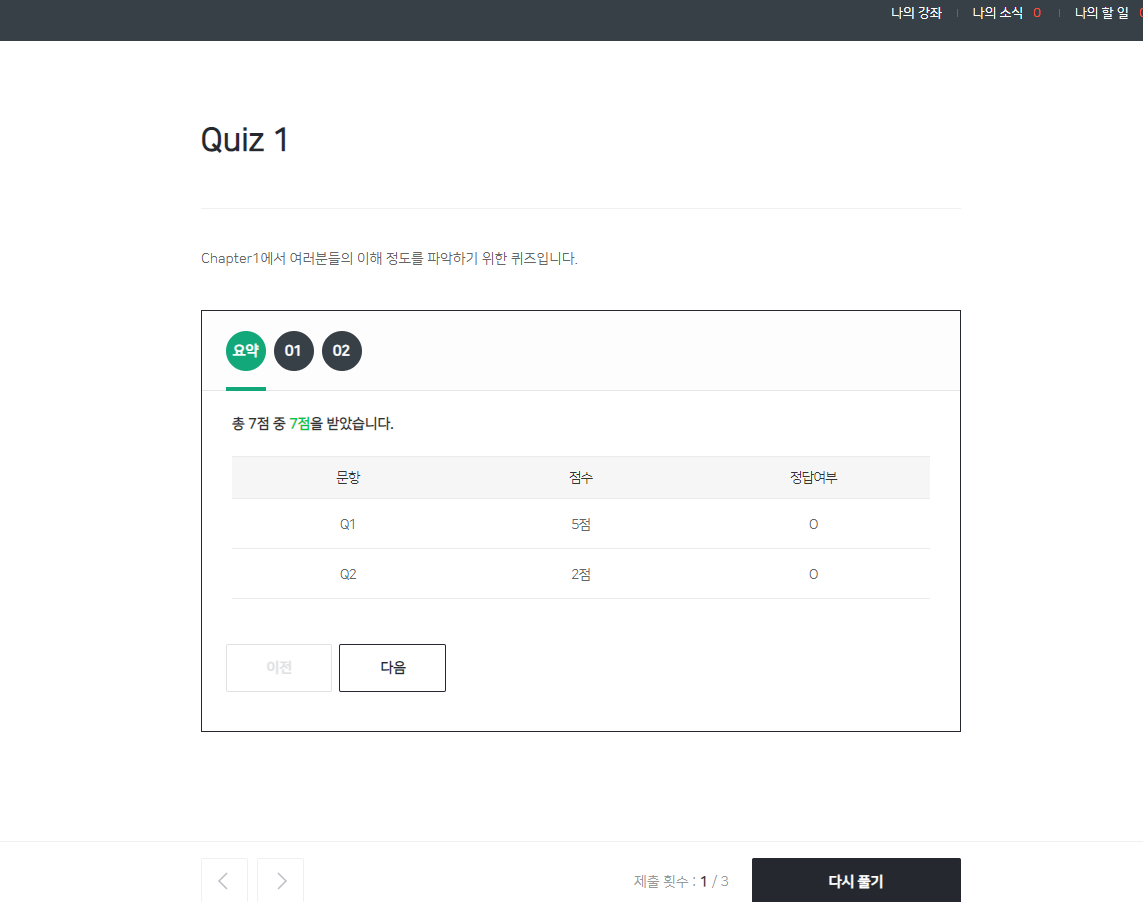 나의 강좌 나의 소식 0 나의 할 일
Quiz 1
Chapter1에서 여러분들의 이해 정도를 파악하기 위한 퀴즈입니다.
요약 01 02
총 7점 중 7점을 받았습니다.
문항 점수 정답여부
Q1 5점 O
Q2 2점 O
이전 다음
제출 횟수 : 1 / 3 다시 풀기